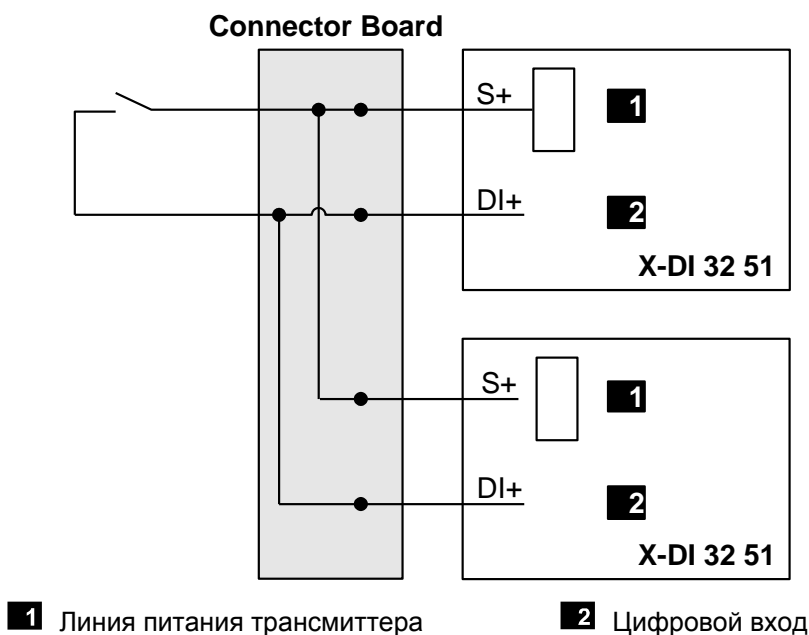 Connector Board
S+
1
DI+
2
X-DI 32 51
S+
1
DI+
2
X-DI 32 51
1 Линия питания трансмиттера
2 Цифровой вход